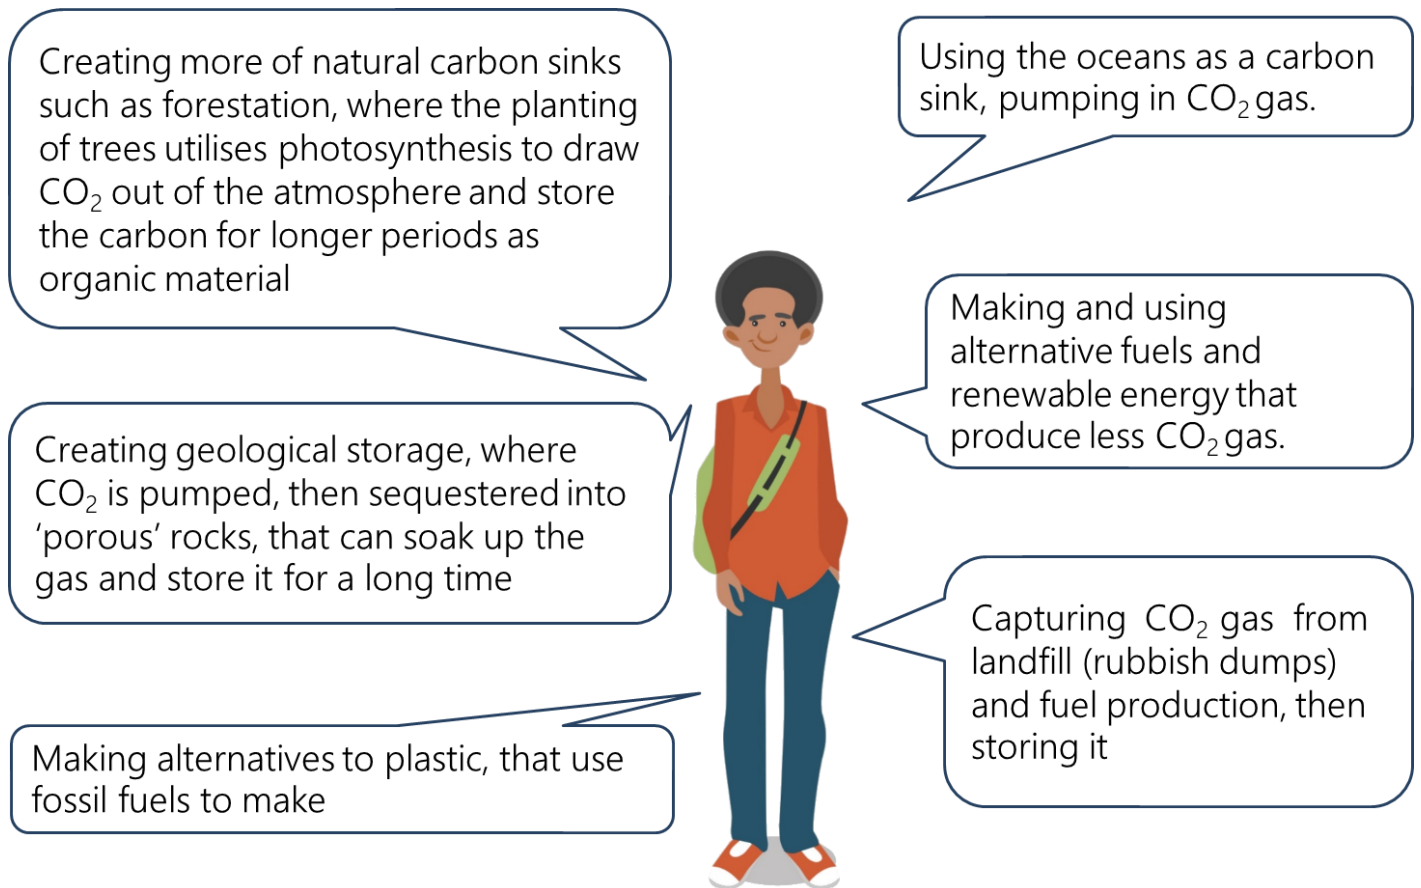 Creating more of natural carbon sinks
such as forestation, where the planting
of trees utilises photosynthesis to draw
CO₂ out of the atmosphere and store
the carbon for longer periods as
organic material
Using the oceans as a carbon
sink, pumping in CO₂ gas.
Making and using
alternative fuels and
renewable energy that
produce less CO₂ gas.
Creating geological storage, where
CO₂ is pumped, then sequestered into
‘porous’ rocks, that can soak up the
gas and store it for a long time
Capturing CO₂ gas from
landfill (rubbish dumps)
and fuel production, then
storing it
Making alternatives to plastic, that use
fossil fuels to make